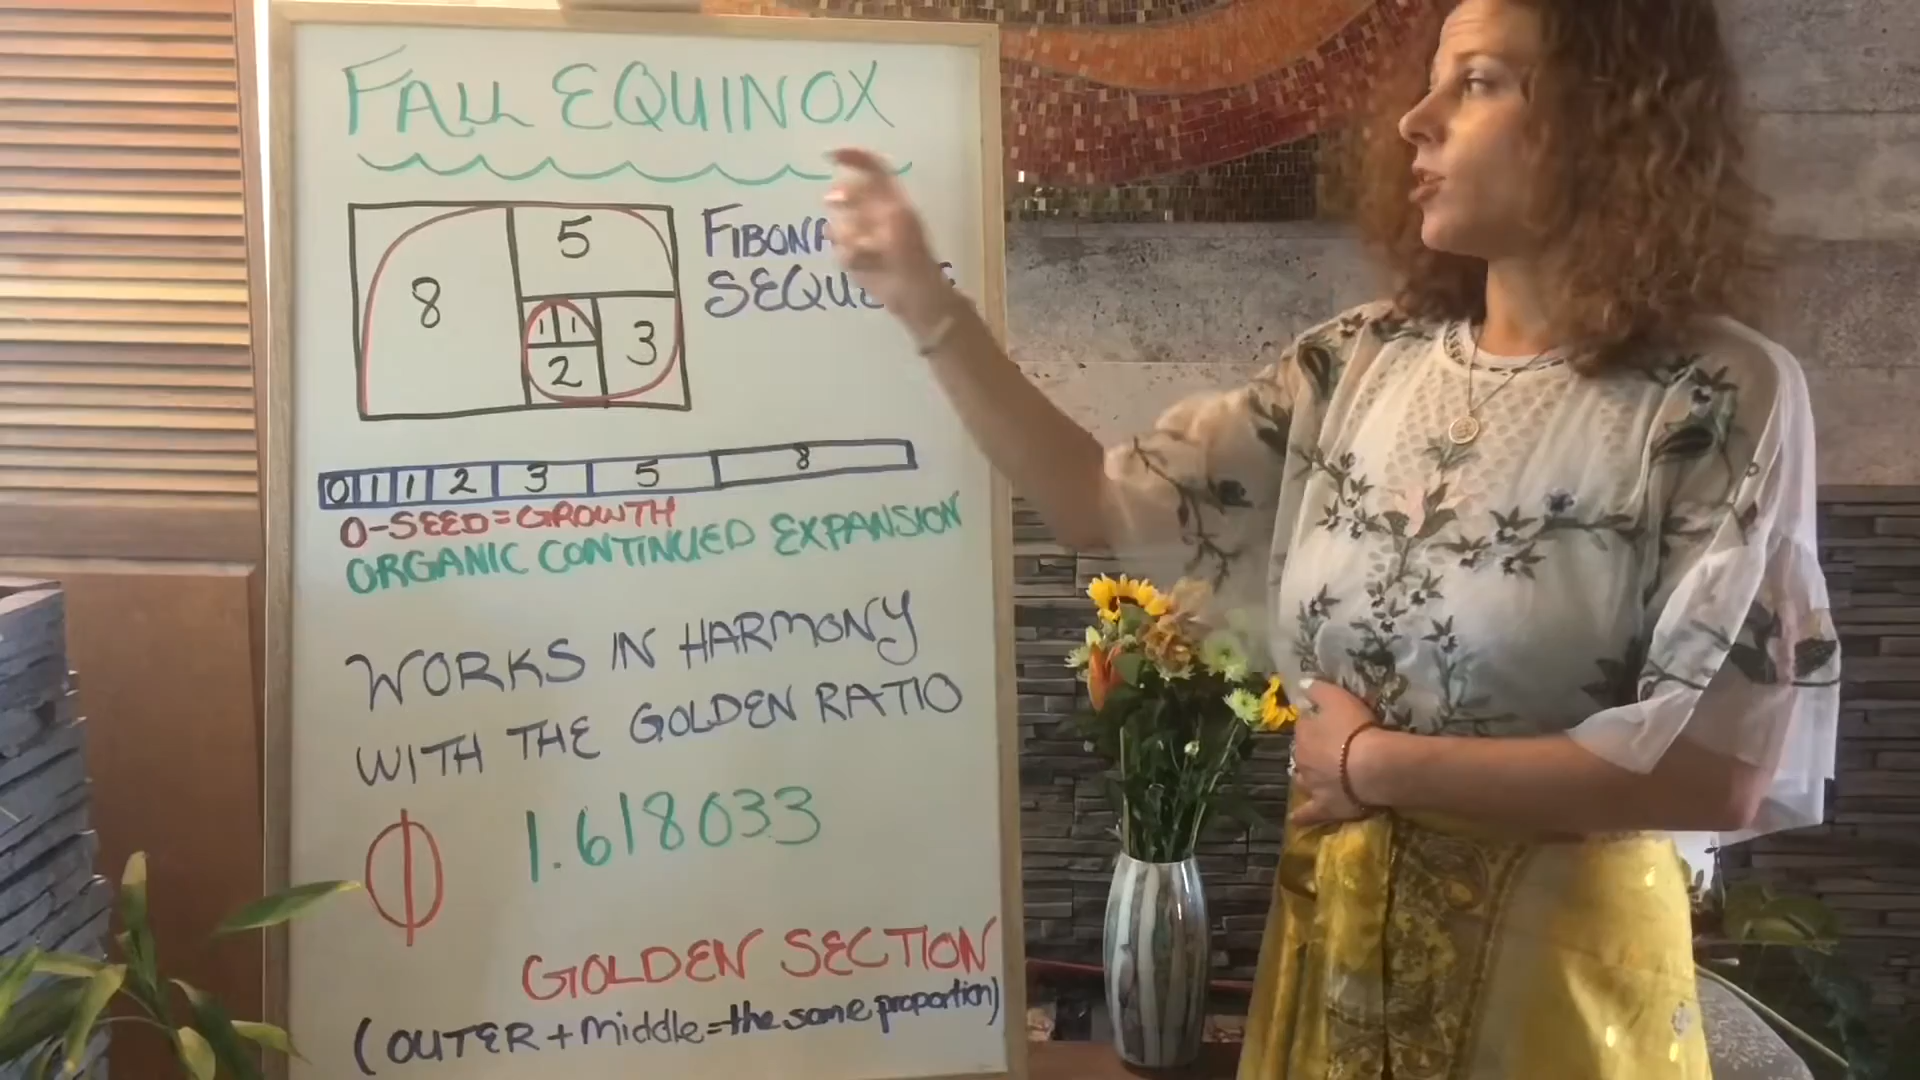 FALL EQUINOX
5
8
1 1
3
2
0 1 1 2 3 5 8
0-SEED=GROWTH
ORGANIC CONTINUED EXPANSION
WORKS IN HARMONY
WITH THE GOLDEN RATIO
1.618033
GOLDEN SECTION
(OUTER + middle = the same proportion)